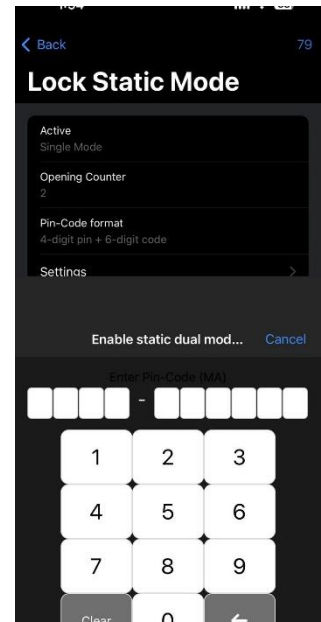 Back 79
Lock Static Mode
Active
Single Mode
Opening Counter
2
Pin-Code format
4-digit pin + 6-digit code
Settings
Enable static dual mod... Cancel
Enter Pin-Code (MA)
-
1 2 3
4 5 6
7 8 9
Clear 0